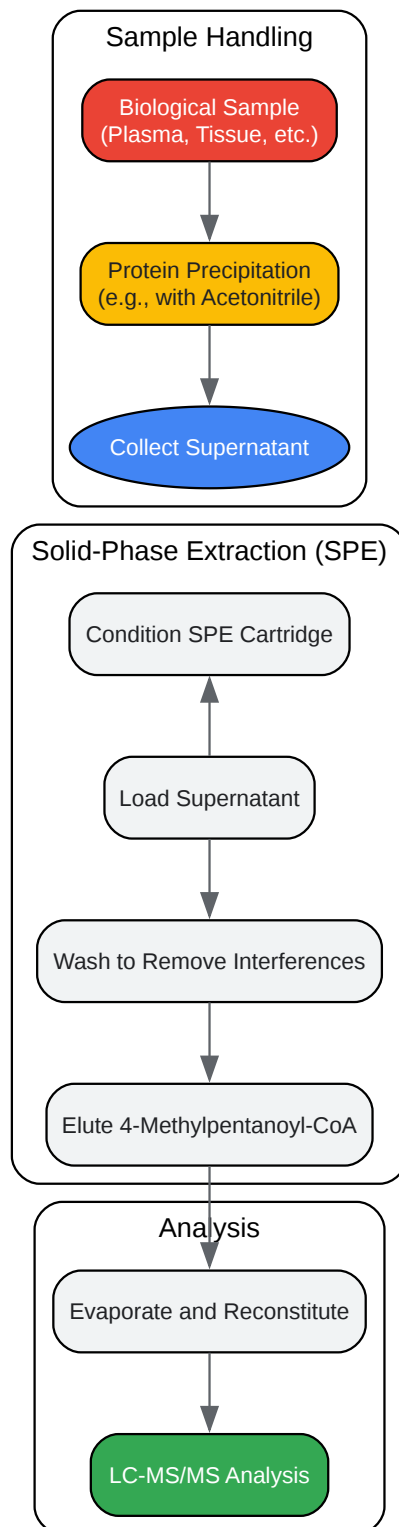 Sample Handling
Biological Sample
(Plasma, Tissue, etc.)
Protein Precipitation
(e.g., with Acetonitrile)
Collect Supernatant
Solid-Phase Extraction (SPE)
Condition SPE Cartridge
Load Supernatant
Wash to Remove Interferences
Elute 4-Methylpentanoyl-CoA
Analysis
Evaporate and Reconstitute
LC-MS/MS Analysis